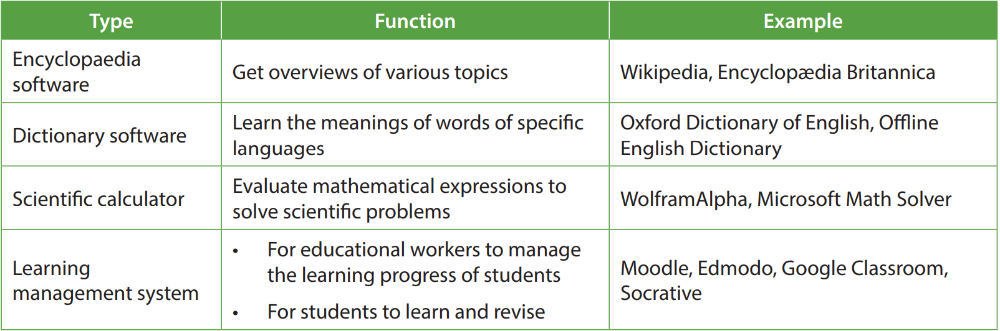 Type Function Example
Encyclopaedia
software
Get overviews of various topics
Wikipedia, Encyclopædia Britannica
Dictionary software
Learn the meanings of words of specific
languages
Oxford Dictionary of English, Offline
English Dictionary
Scientific calculator
Evaluate mathematical expressions to
solve scientific problems
WolframAlpha, Microsoft Math Solver
Learning
management system
• For educational workers to manage
the learning progress of students
• For students to learn and revise
Moodle, Edmodo, Google Classroom,
Socrative